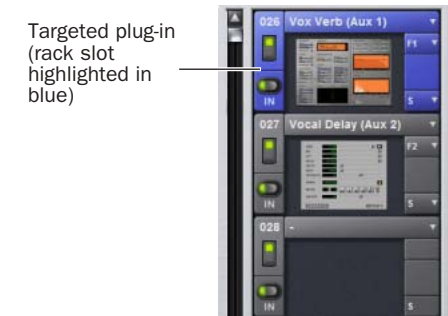 Targeted plug-in
(rack slot
highlighted in
blue)
026 Vox Verb (Aux 1)
F1
IN
S
027 Vocal Delay (Aux 2)
F2
IN
S
028 -
IN
S